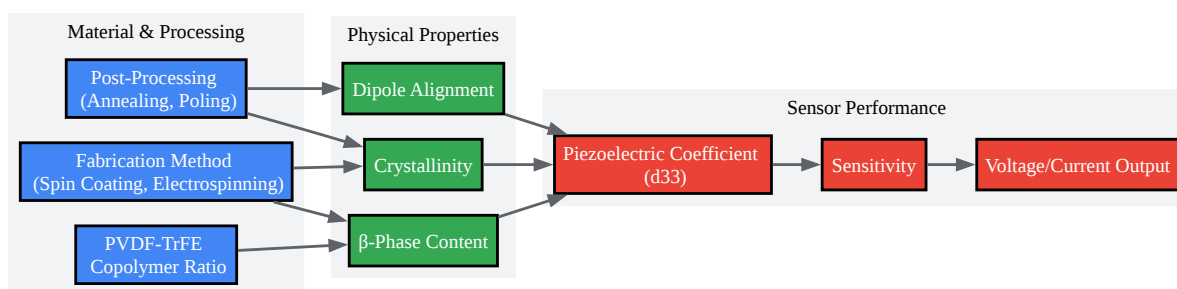 Material & Processing
Post-Processing
(Annealing, Poling)
Fabrication Method
(Spin Coating, Electrospinning)
PVDF-TrFE
Copolymer Ratio
Physical Properties
Dipole Alignment
Crystallinity
β-Phase Content
Sensor Performance
Piezoelectric Coefficient
(d33)
Sensitivity
Voltage/Current Output